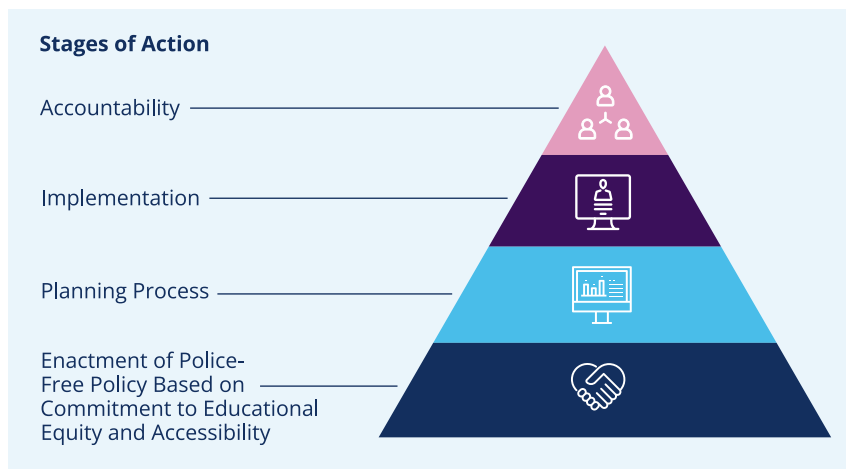 Stages of Action
Accountability
Implementation
Planning Process
Enactment of Police-
Free Policy Based on
Commitment to Educational
Equity and Accessibility